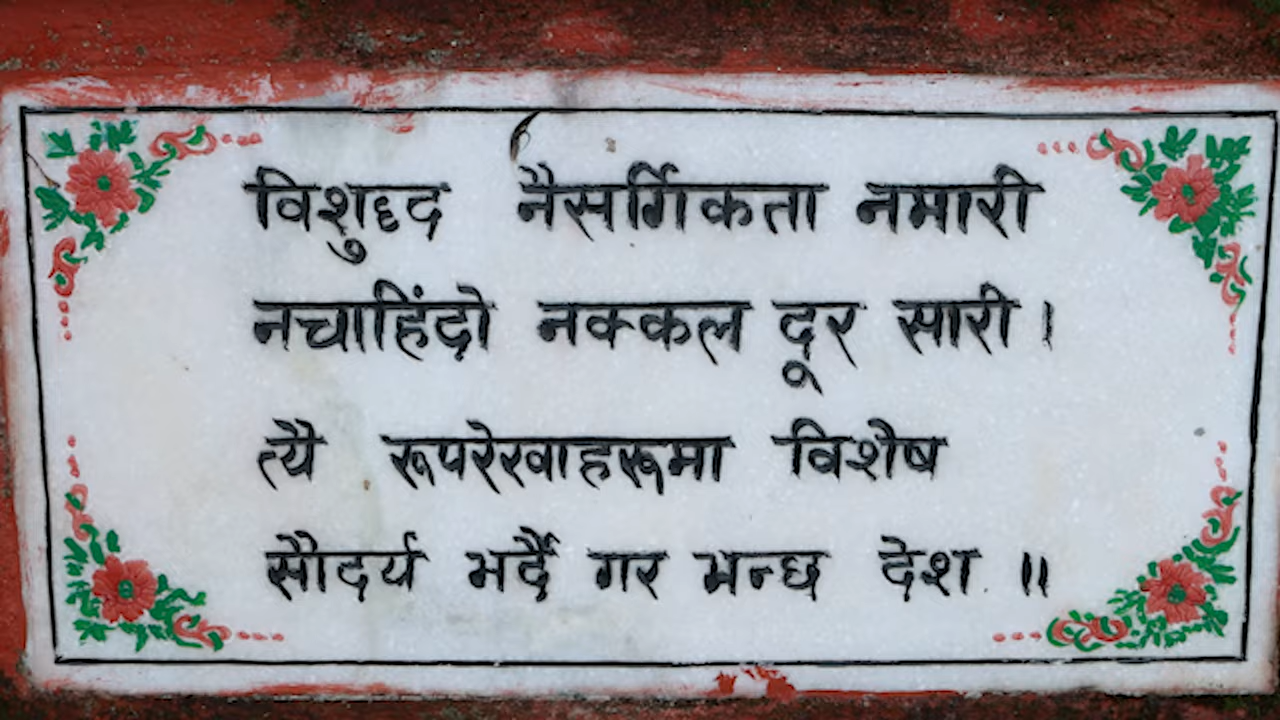 विशुद्द नैसर्गिकता नमारी
नचाहिंदो नक्कल दूर सारी।
त्यै रूपरेखाहरूमा विशेष
सौदर्य भर्दै गर भन्छ देश ॥